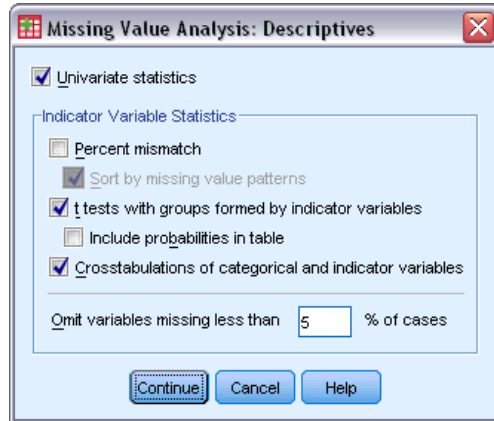 Missing Value Analysis: Descriptives
Univariate statistics
Indicator Variable Statistics
Percent mismatch
Sort by missing value patterns
t tests with groups formed by indicator variables
Include probabilities in table
Crosstabulations of categorical and indicator variables
Omit variables missing less than 5 % of cases
Continue Cancel Help